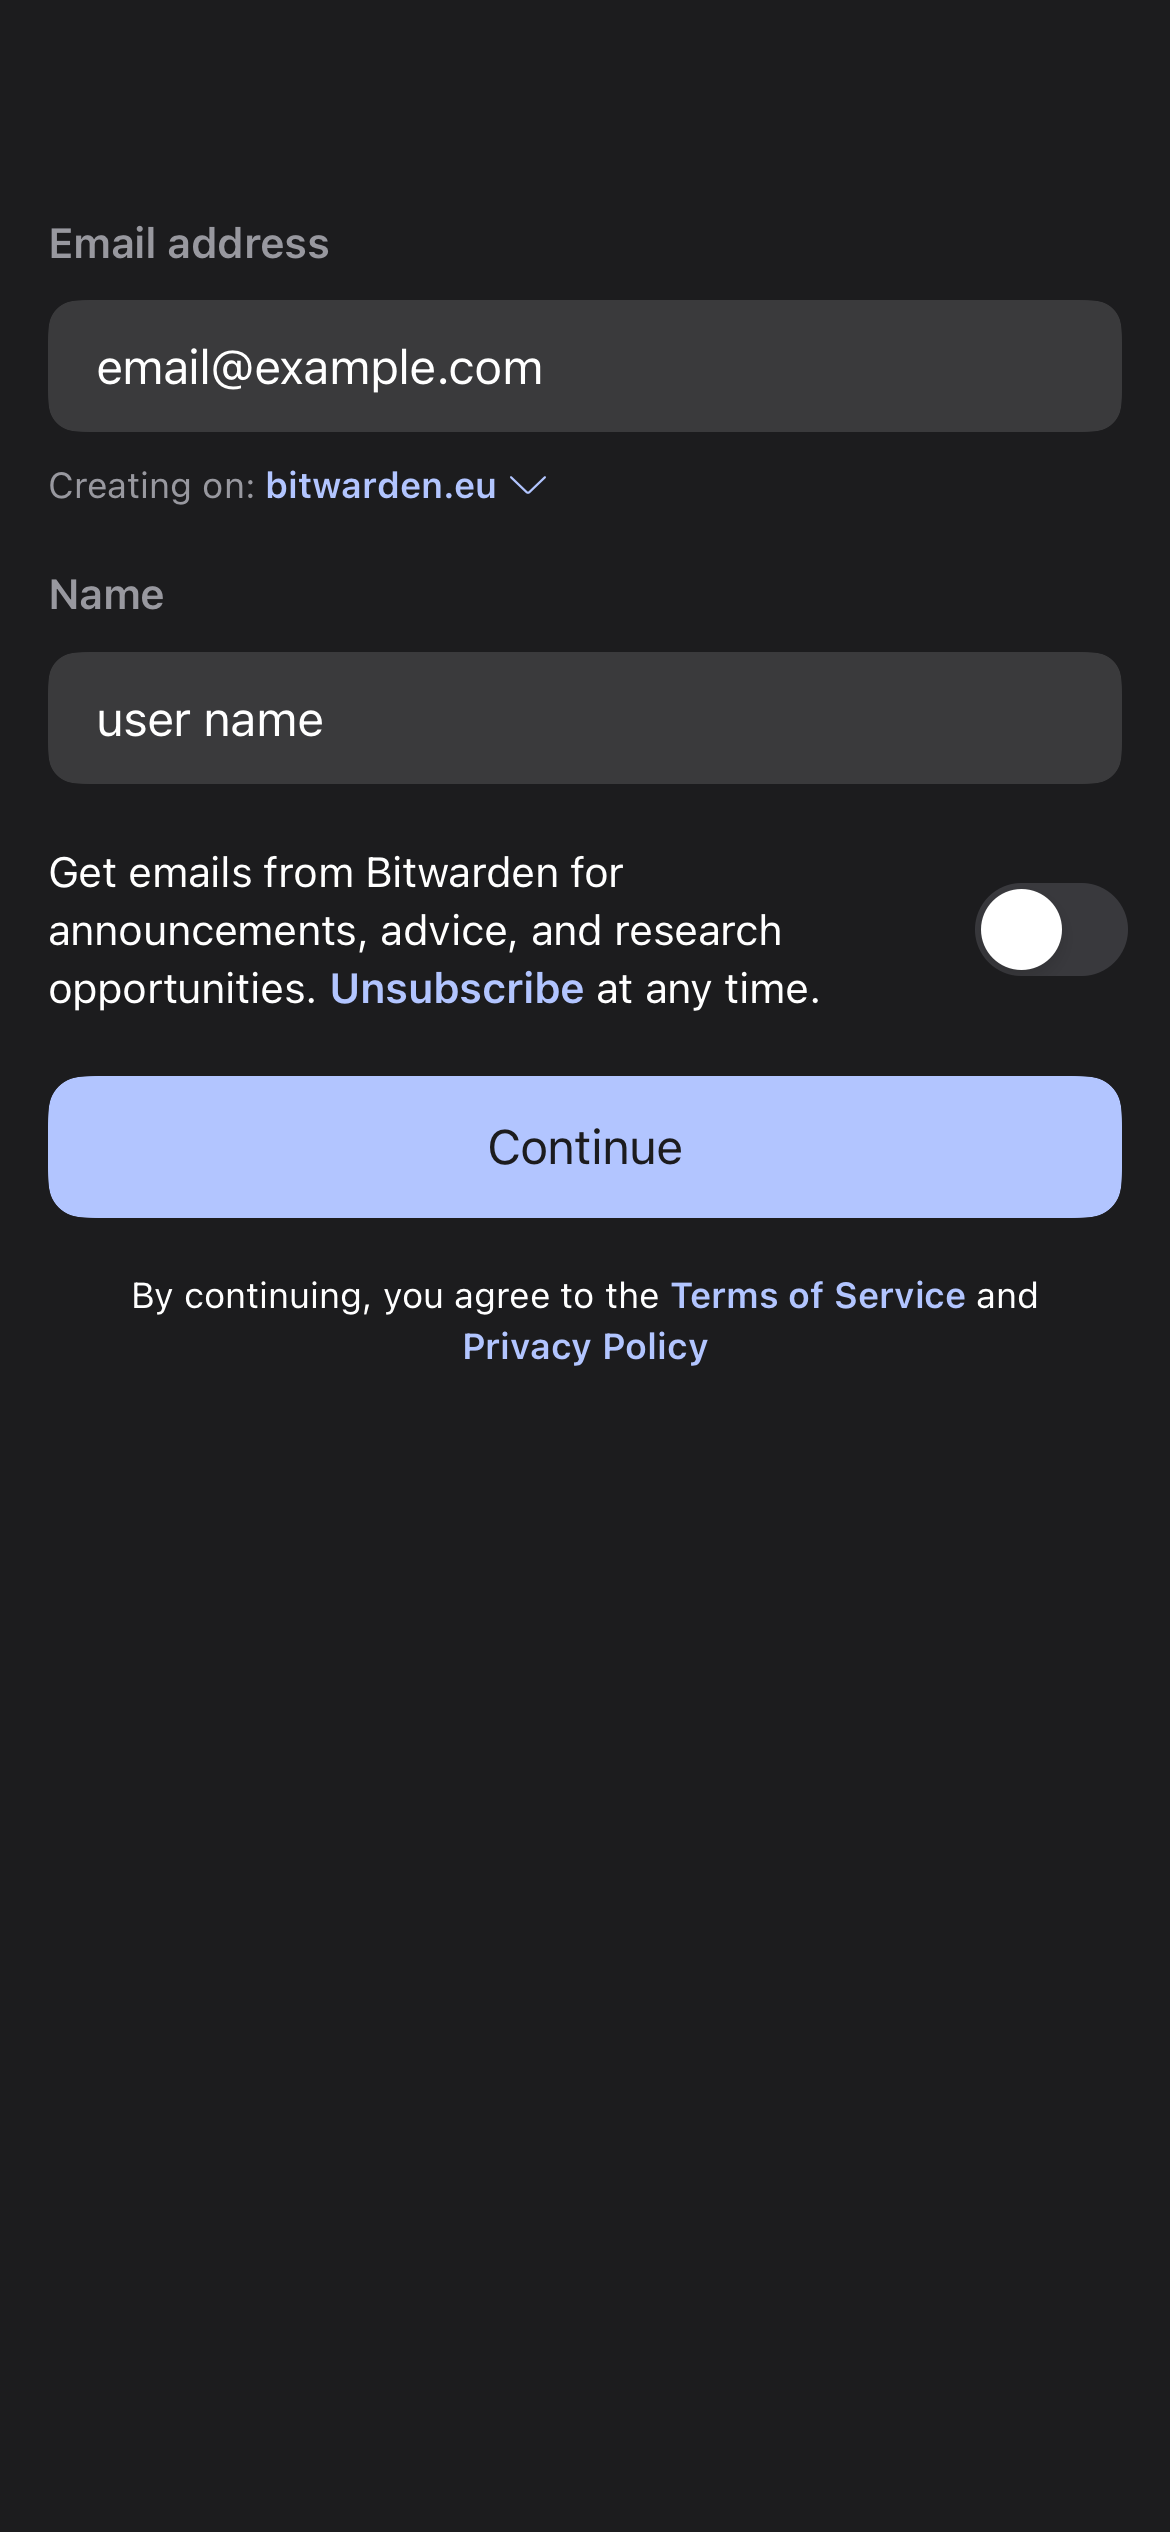 Email address
email@example.com
Creating on: bitwarden.eu
Name
user name
Get emails from Bitwarden for
announcements, advice, and research
opportunities. Unsubscribe at any time.
Continue
By continuing, you agree to the Terms of Service and
Privacy Policy